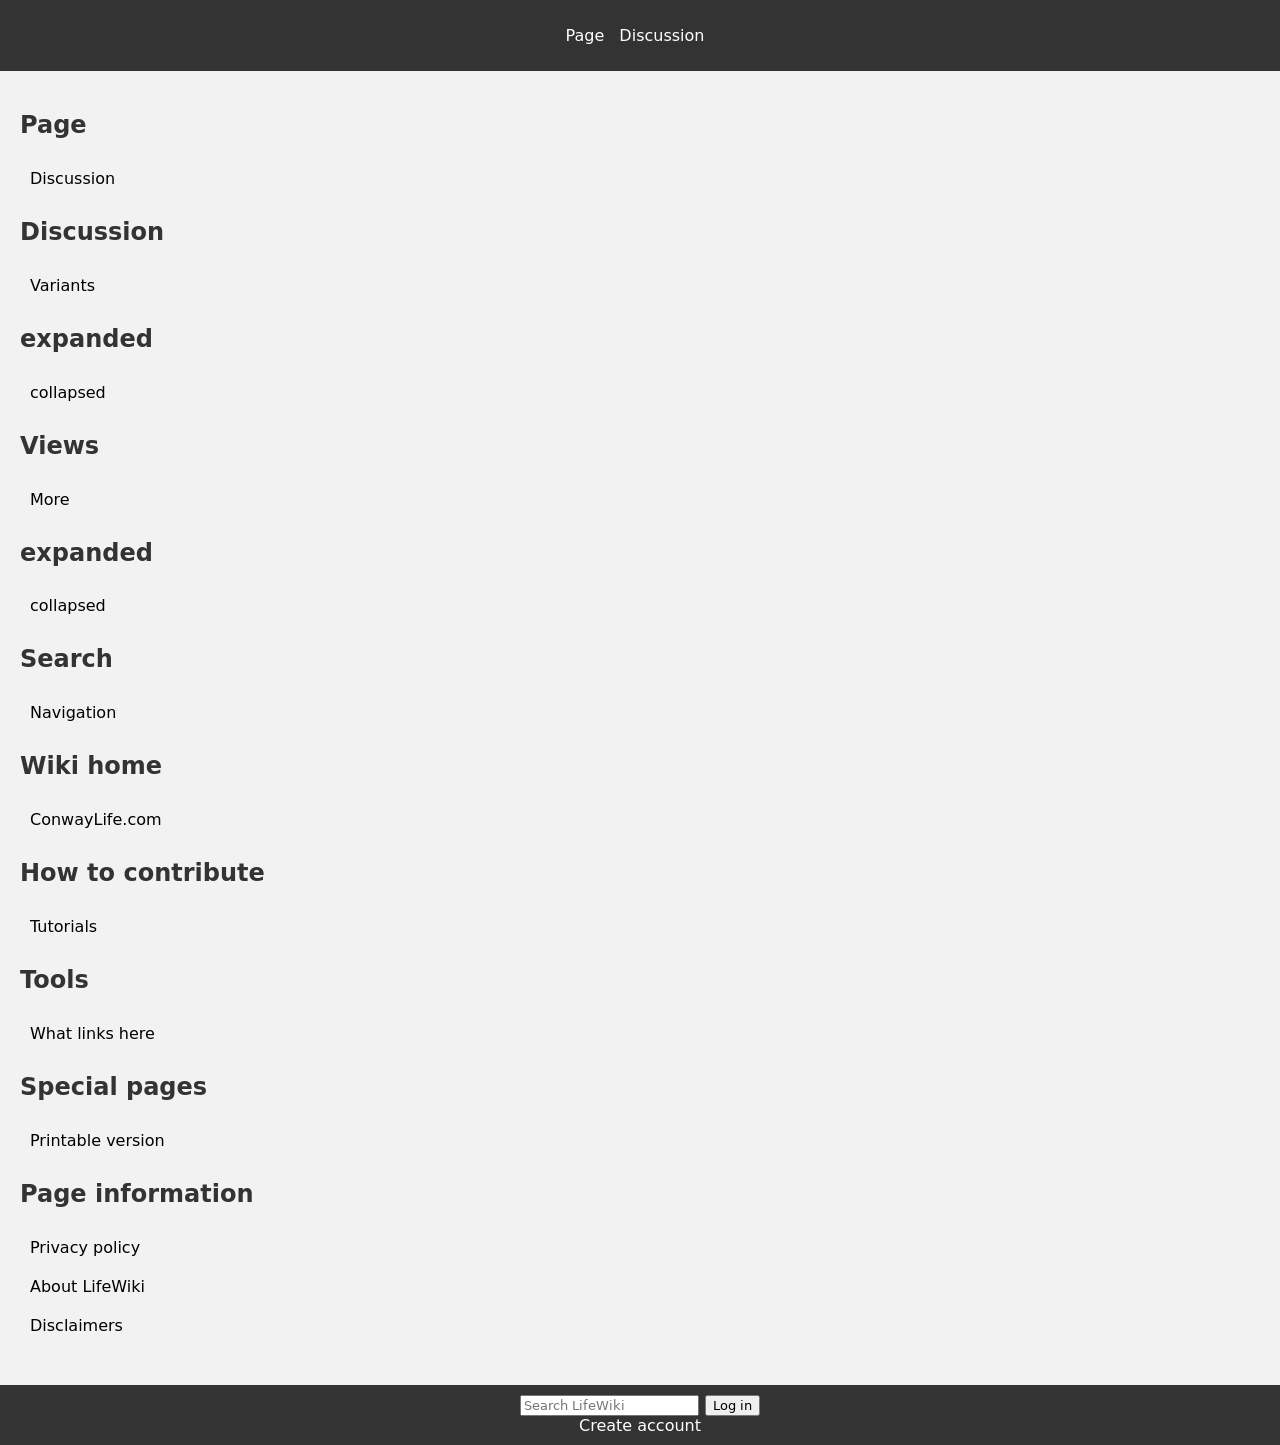 Page Discussion
Page
Discussion
Discussion
Variants
expanded
collapsed
Views
More
expanded
collapsed
Search
Navigation
Wiki home
ConwayLife.com
How to contribute
Tutorials
Tools
What links here
Special pages
Printable version
Page information
Privacy policy
About LifeWiki
Disclaimers
Search LifeWiki Log in
Create account